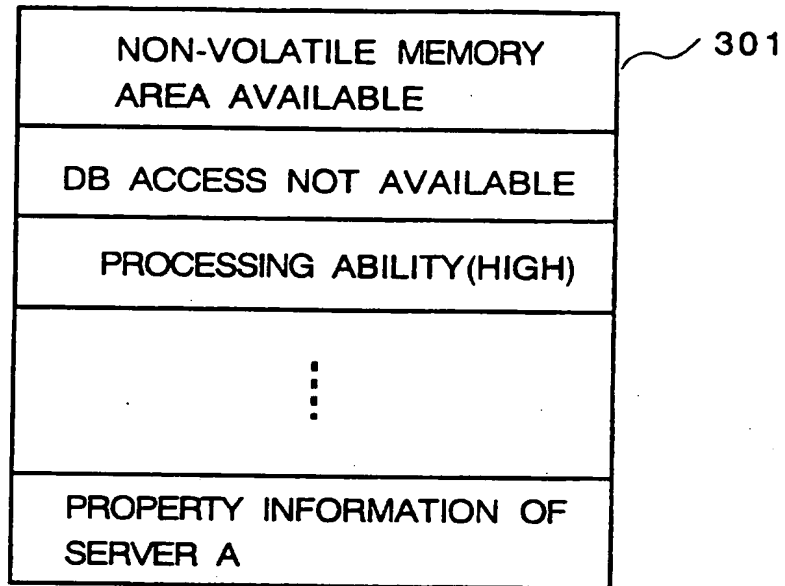 NON-VOLATILE MEMORY
AREA AVAILABLE
301
DB ACCESS NOT AVAILABLE
PROCESSING ABILITY(HIGH)
PROPERTY INFORMATION OF
SERVER A